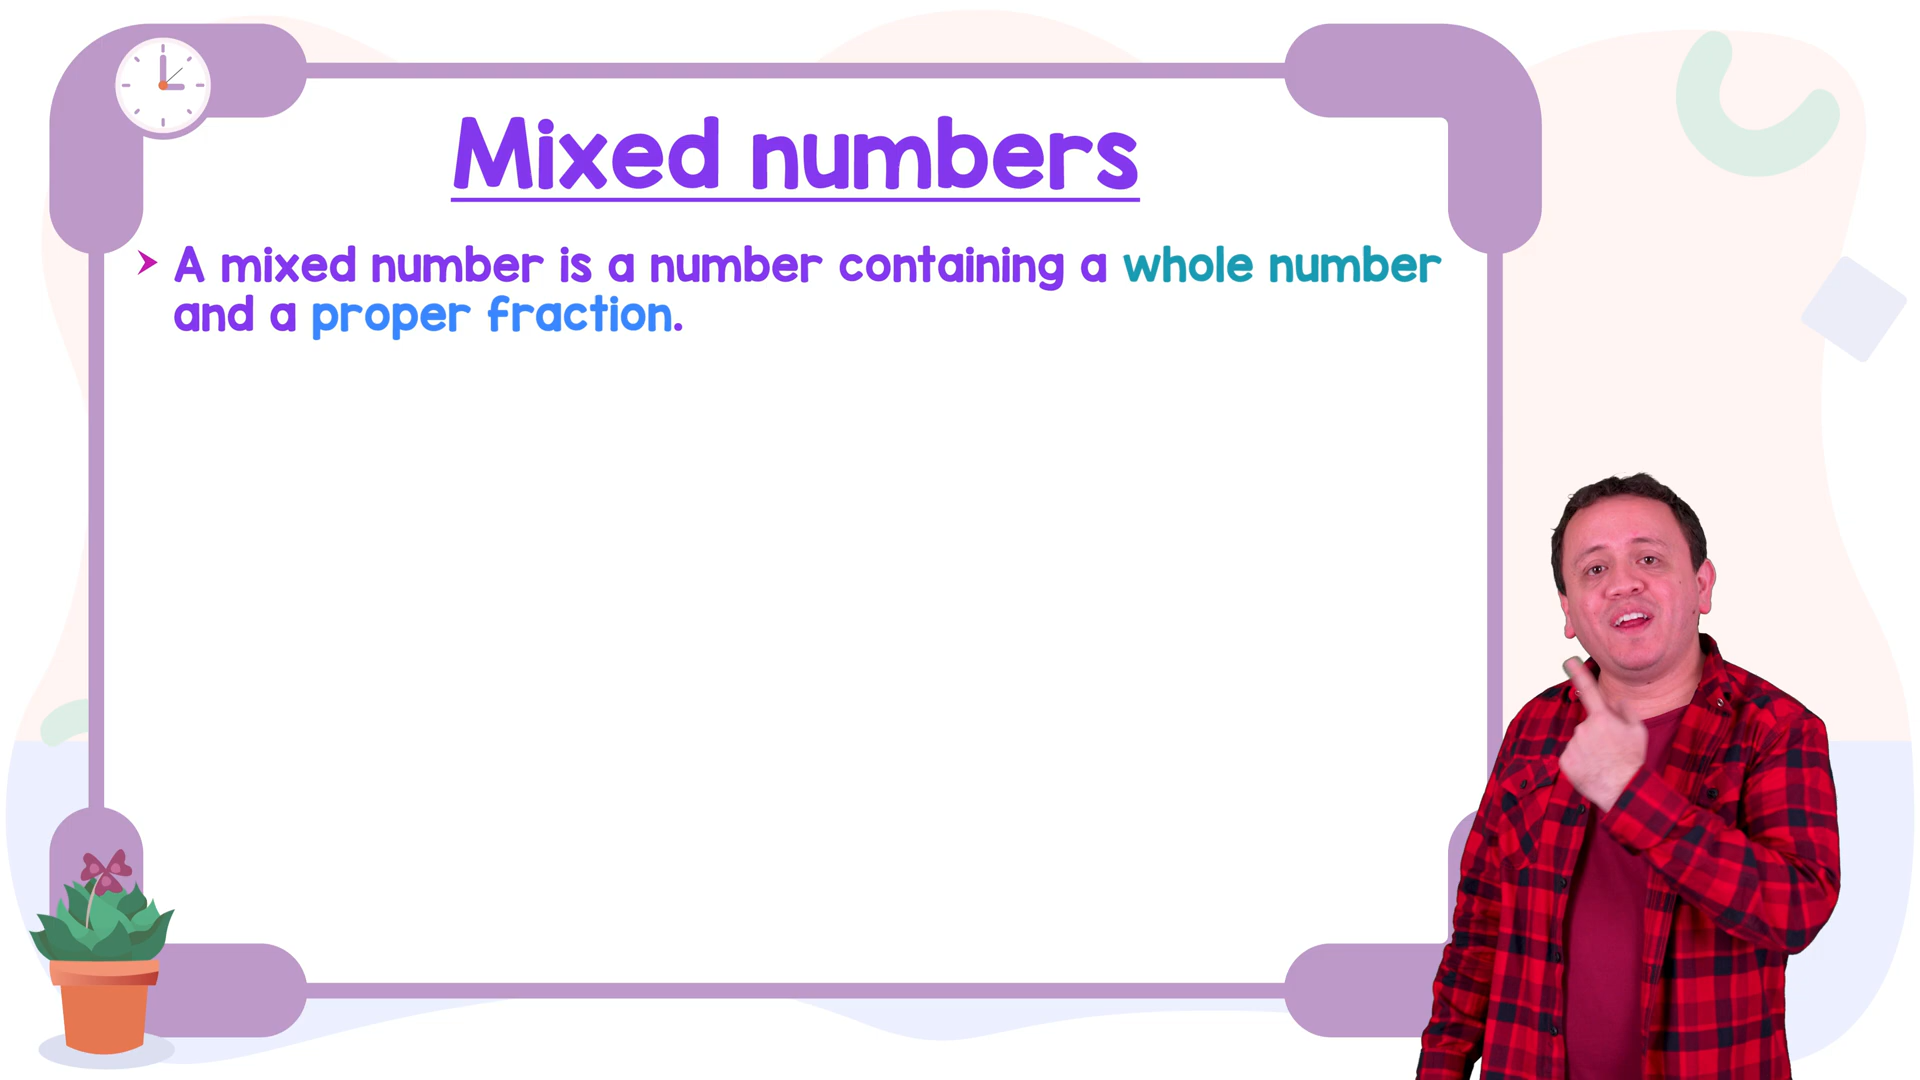 Mixed numbers
A mixed number is a number containing a whole number
and a proper fraction.